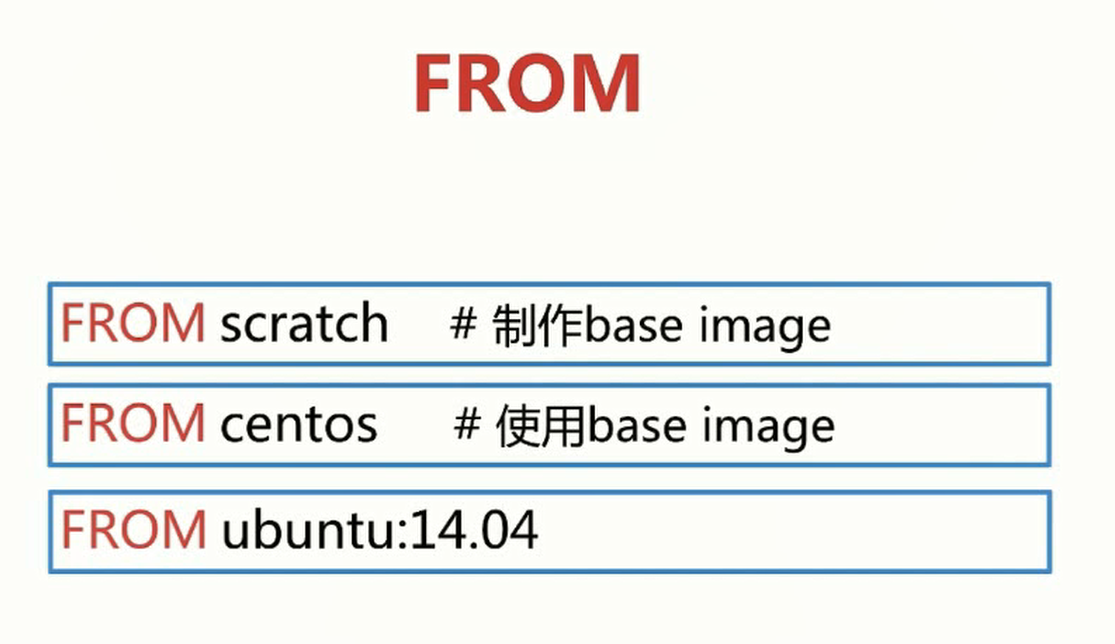 FROM
FROM scratch # 制作base image
FROM centos # 使用base image
FROM ubuntu:14.04